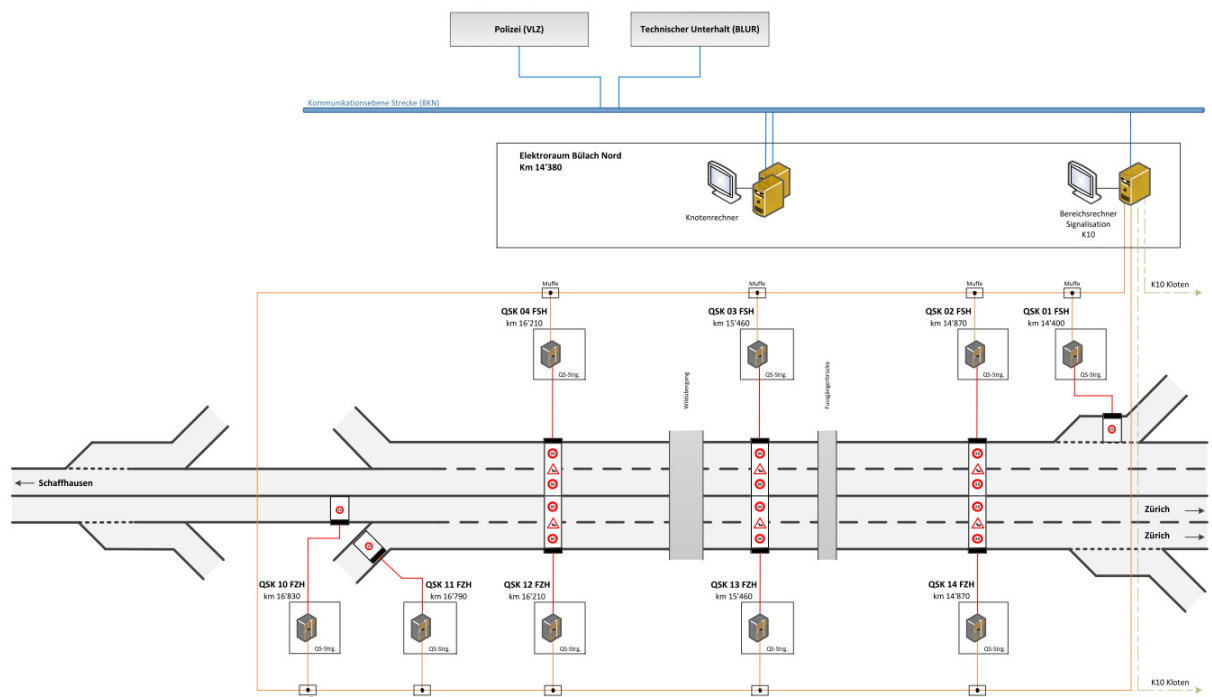 Polizei (VLZ)
Technischer Unterhalt (BLUR)
Kommunikationsebene Strecke (BKN)
Elektroraum Bülach Nord
Km 14'380
Knotenrechner
Bereichsrechner
Signalisation
K10
K10 Kloten
Muffe
Muffe
Muffe
Muffe
QSK 04 FSH
km 16'210
QSK 03 FSH
km 15'460
QSK 02 FSH
km 14'870
QSK 01 FSH
km 14'400
QS-Strg.
QS-Strg.
QS-Strg.
QS-Strg.
Wildübergang
Fussgängerbrücke
Schaffhausen
Zürich
Zürich
QSK 10 FZH
km 16'830
QSK 11 FZH
km 16'790
QSK 12 FZH
km 16'210
QSK 13 FZH
km 15'460
QSK 14 FZH
km 14'870
QS-Strg.
QS-Strg.
QS-Strg.
QS-Strg.
QS-Strg.
K10 Kloten